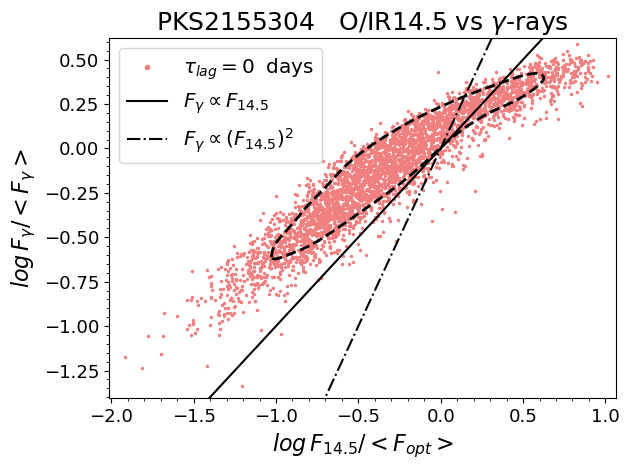 PKS2155304 O/IR14.5 vs γ-rays
τ_lag = 0 days
F_γ ∝ F_14.5
F_γ ∝ (F_14.5)^2
0.50
0.25
0.00
−0.25
−0.50
−0.75
−1.00
−1.25
log F_γ/<F_γ>
−2.0 −1.5 −1.0 −0.5 0.0 0.5 1.0
log F_14.5/<F_opt>